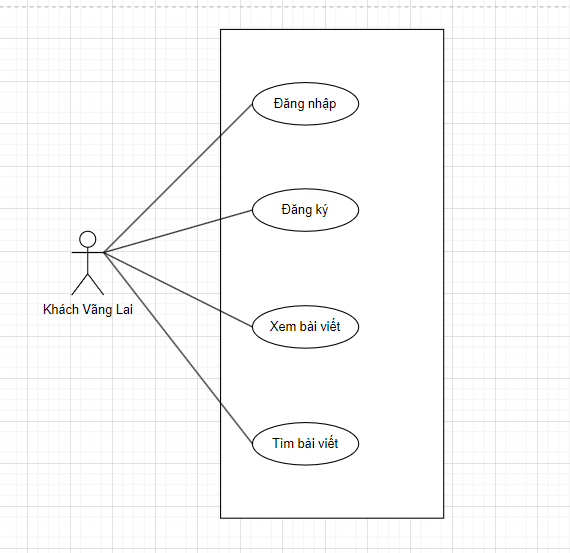 Đăng nhập
Đăng ký
Khách Vãng Lai
Xem bài viết
Tìm bài viết